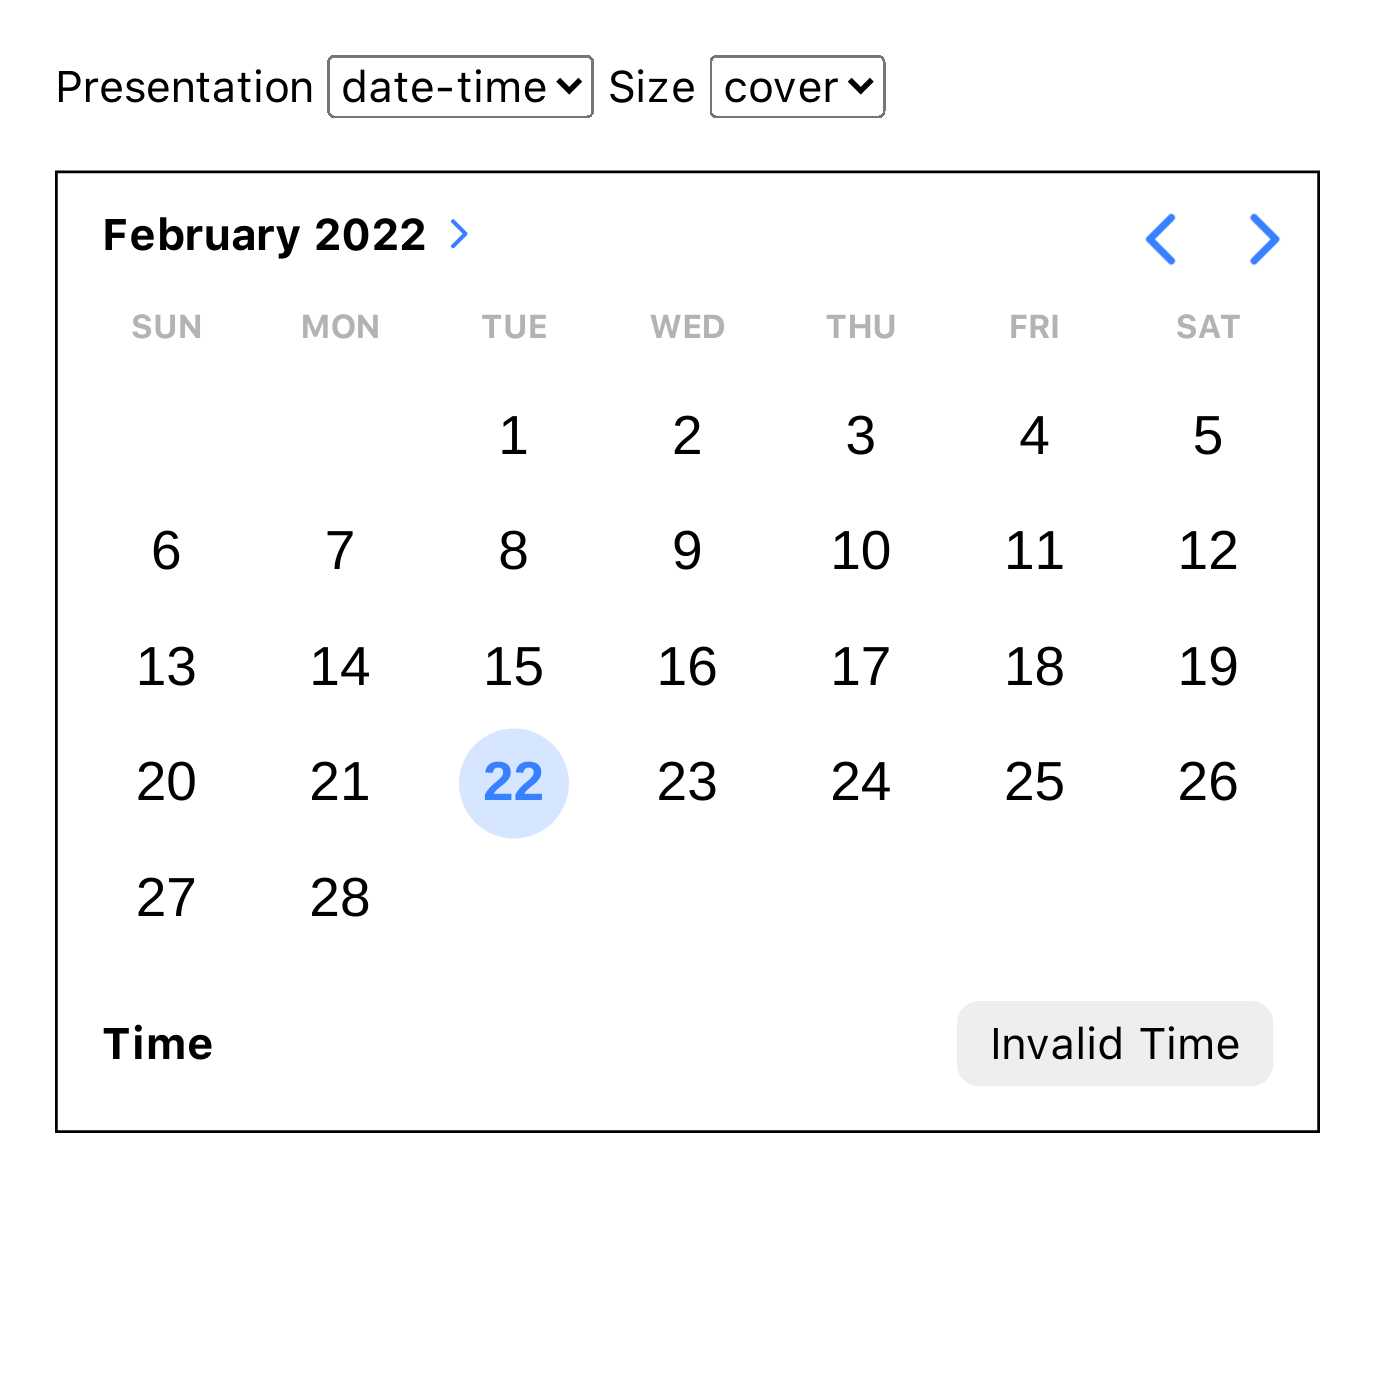 Presentation date-time Size cover
February 2022
SUN MON TUE WED THU FRI SAT
1 2 3 4 5
6 7 8 9 10 11 12
13 14 15 16 17 18 19
20 21 22 23 24 25 26
27 28
Time Invalid Time